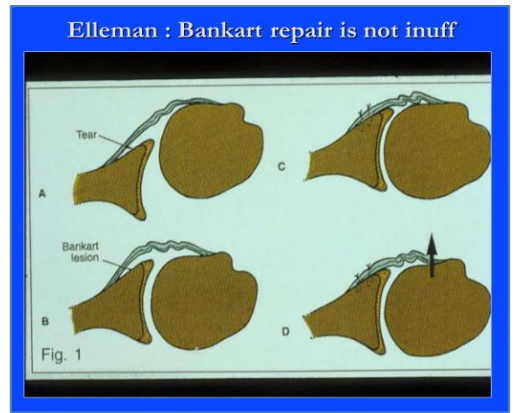 Elleman : Bankart repair is not inuff
Tear
A
C
Bankart
lesion
B
D
Fig. 1